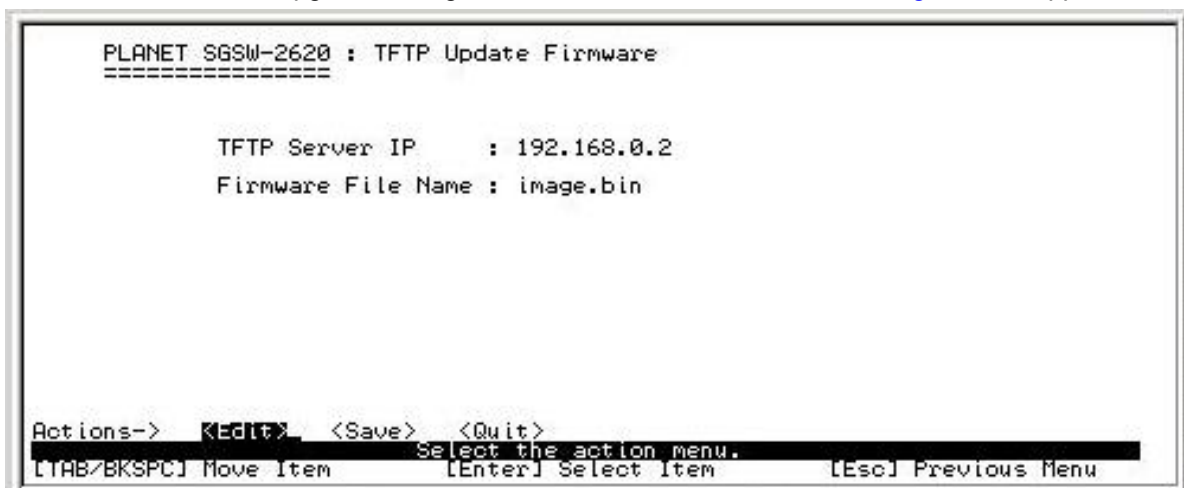 PLANET SGSW-2620 : TFTP Update Firmware
================
TFTP Server IP     : 192.168.0.2
Firmware File Name : image.bin
Actions->   <Edit>   <Save>   <Quit>
Select the action menu.
[TAB/BKSPC] Move Item   [Enter] Select Item   [Esc] Previous Menu